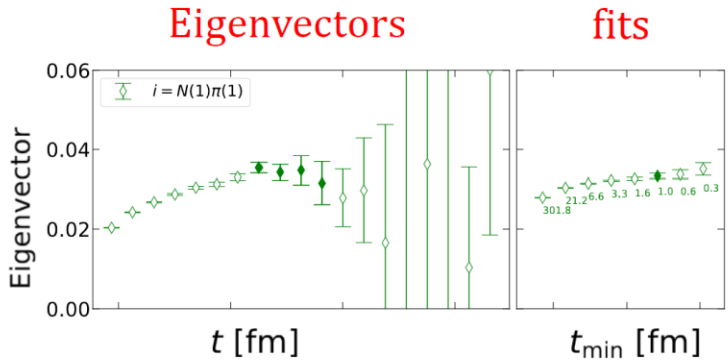 Eigenvectors
fits
0.06
0.04
0.02
0.00
Eigenvector
i = N(1)π(1)
t [fm]
301.8
21.2
6.6
3.3
1.6
1.0
0.6
0.3
t_min [fm]